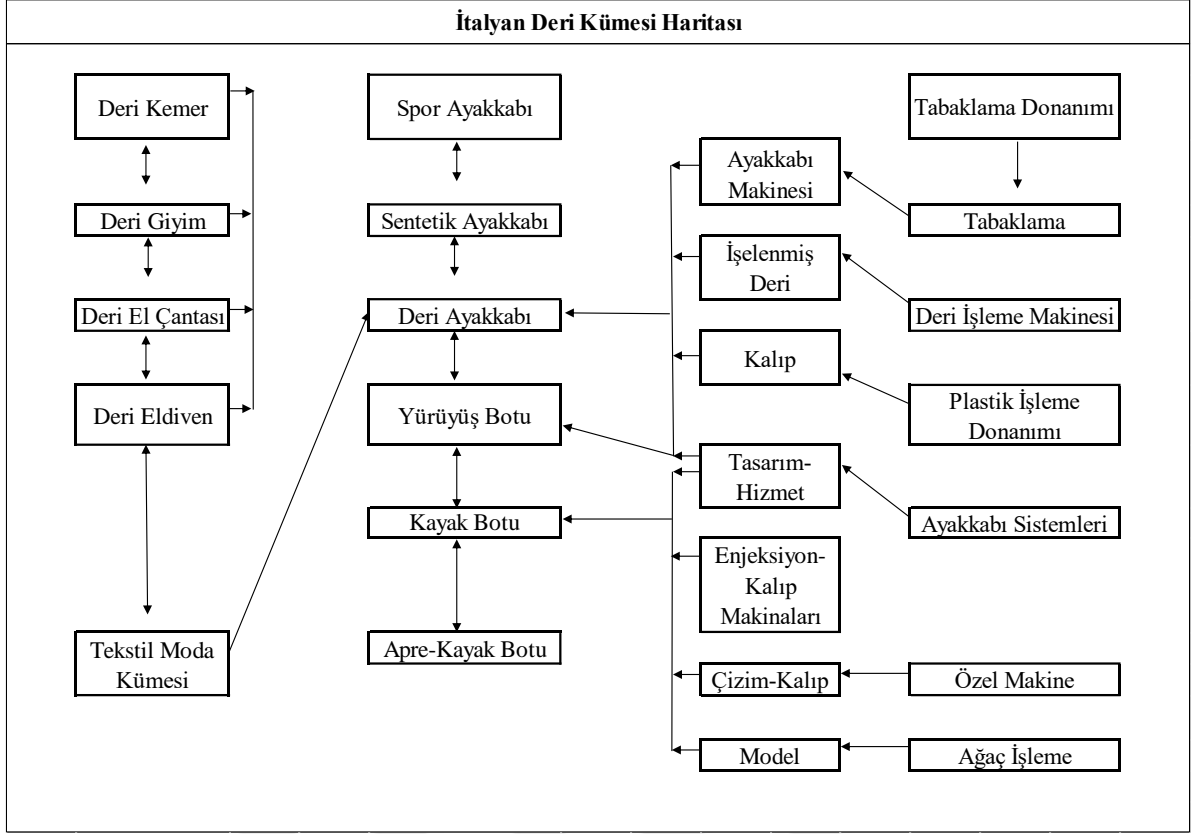 İtalyan Deri Kümesi Haritası
Deri Kemer
Deri Giyim
Deri El Çantası
Deri Eldiven
Tekstil Moda
Kümesi
Spor Ayakkabı
Sentetik Ayakkabı
Deri Ayakkabı
Yürüyüş Botu
Kayak Botu
Apre-Kayak Botu
Ayakkabı
Makinesi
İşelenmiş
Deri
Kalıp
Tasarım-
Hizmet
Enjeksiyon-
Kalıp
Makinaları
Çizim-Kalıp
Model
Tabaklama Donanımı
Tabaklama
Deri İşleme Makinesi
Plastik İşleme
Donanımı
Ayakkabı Sistemleri
Özel Makine
Ağaç İşleme